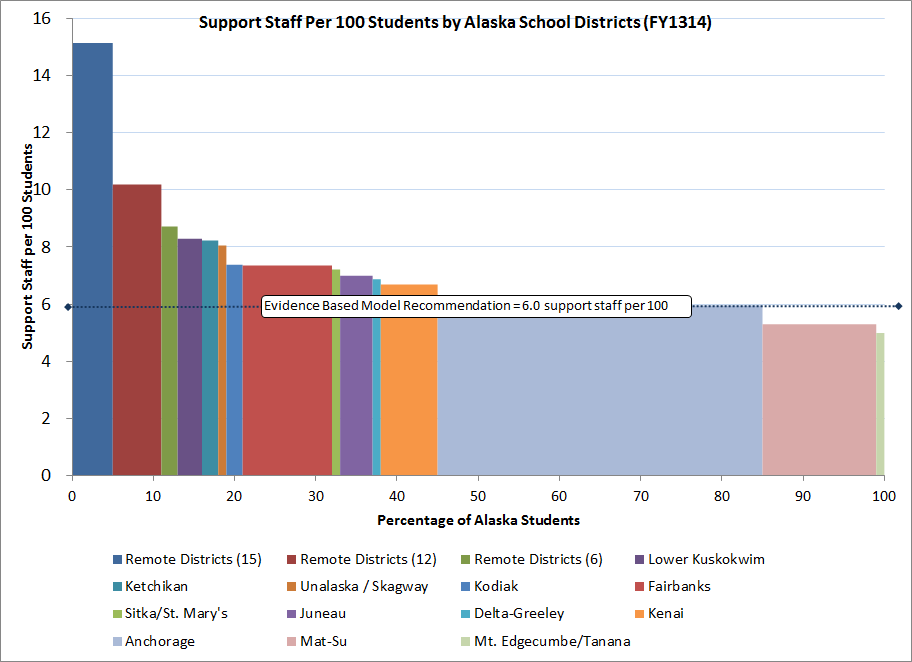 Support Staff Per 100 Students by Alaska School Districts (FY1314)
16
14
12
10
8
6
4
2
0
Support Staff per 100 Students
Evidence Based Model Recommendation = 6.0 support staff per 100
0 10 20 30 40 50 60 70 80 90 100
Percentage of Alaska Students
Remote Districts (15) Remote Districts (12) Remote Districts (6) Lower Kuskokwim
Ketchikan Unalaska / Skagway Kodiak Fairbanks
Sitka/St. Mary's Juneau Delta-Greeley Kenai
Anchorage Mat-Su Mt. Edgecumbe/Tanana